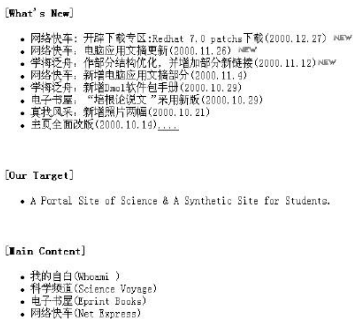 [What's New]
网络快车: 开辟下载专区:Redhat 7.0 patchs下载(2000.12.27) NEW
网络快车: 电脑应用文摘更新(2000.11.26) NEW
学海泛舟: 作部分结构优化, 并增加部分新链接(2000.11.12) NEW
网络快车: 新增电脑应用文摘部分(2000.11.4)
学海泛舟: 新增Dmol软件包手册(2000.10.29)
电子书屋: “培根论说文”采用新版(2000.10.29)
真我风采: 新增照片两幅(2000.10.21)
主页全面改版(2000.10.14)....
[Our Target]
A Portal Site of Science & A Synthetic Site for Students.
[Main Content]
我的自白(Whoami )
科学频道(Science Voyage)
电子书屋(Eprint Books)
网络快车(Net Express)